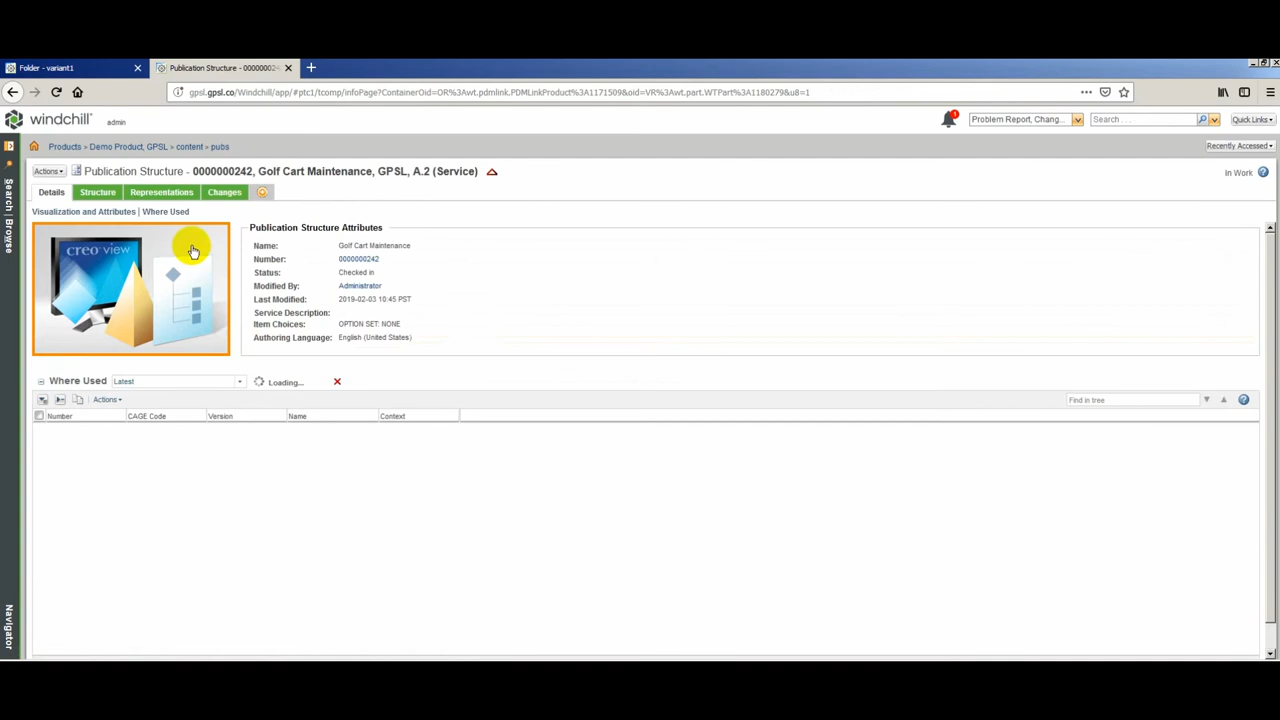 Folder - variant1
Publication Structure - 000000024
gpsl.gpsl.co/Windchill/app/#ptc1/tcomp/infoPage?ContainerOid=OR%3Awt.pdmlink.PDMLinkProduct%3A1171509&oid=VR%3Awt.part.WTPart%3A1180279&u8=1
windchill admin
1
Problem Report, Chang...
Search . . .
Quick Links
Products > Demo Product, GPSL > content > pubs
Recently Accessed
Actions Publication Structure - 0000000242, Golf Cart Maintenance, GPSL, A.2 (Service)
In Work
Details Structure Representations Changes
Search | Browse
Visualization and Attributes | Where Used
creo view
Publication Structure Attributes
Name: Golf Cart Maintenance
Number: 0000000242
Status: Checked in
Modified By: Administrator
Last Modified: 2019-02-03 10:45 PST
Service Description:
Item Choices: OPTION SET: NONE
Authoring Language: English (United States)
Where Used Latest Loading...
Actions Find in tree
Number CAGE Code Version Name Context
Navigator